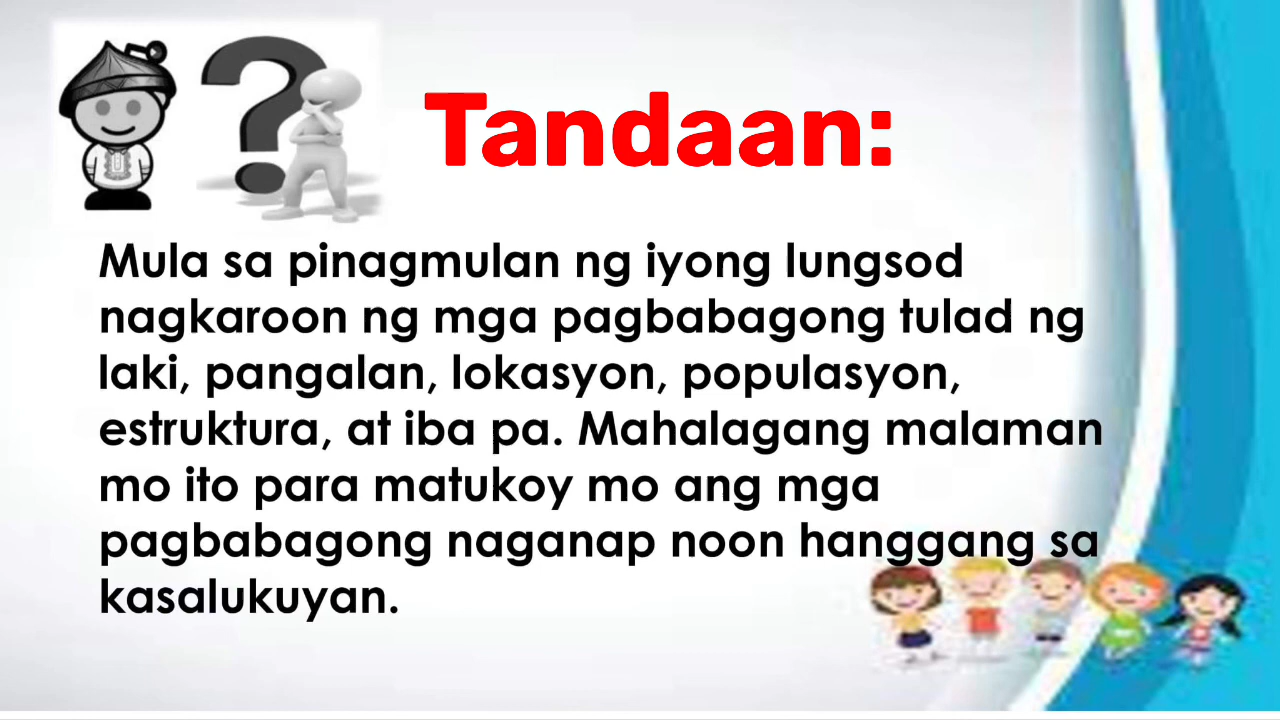 Tandaan:
Mula sa pinagmulan ng iyong lungsod
nagkaroon ng mga pagbabagong tulad ng
laki, pangalan, lokasyon, populasyon,
estruktura, at iba pa. Mahalagang malaman
mo ito para matukoy mo ang mga
pagbabagong naganap noon hanggang sa
kasalukuyan.